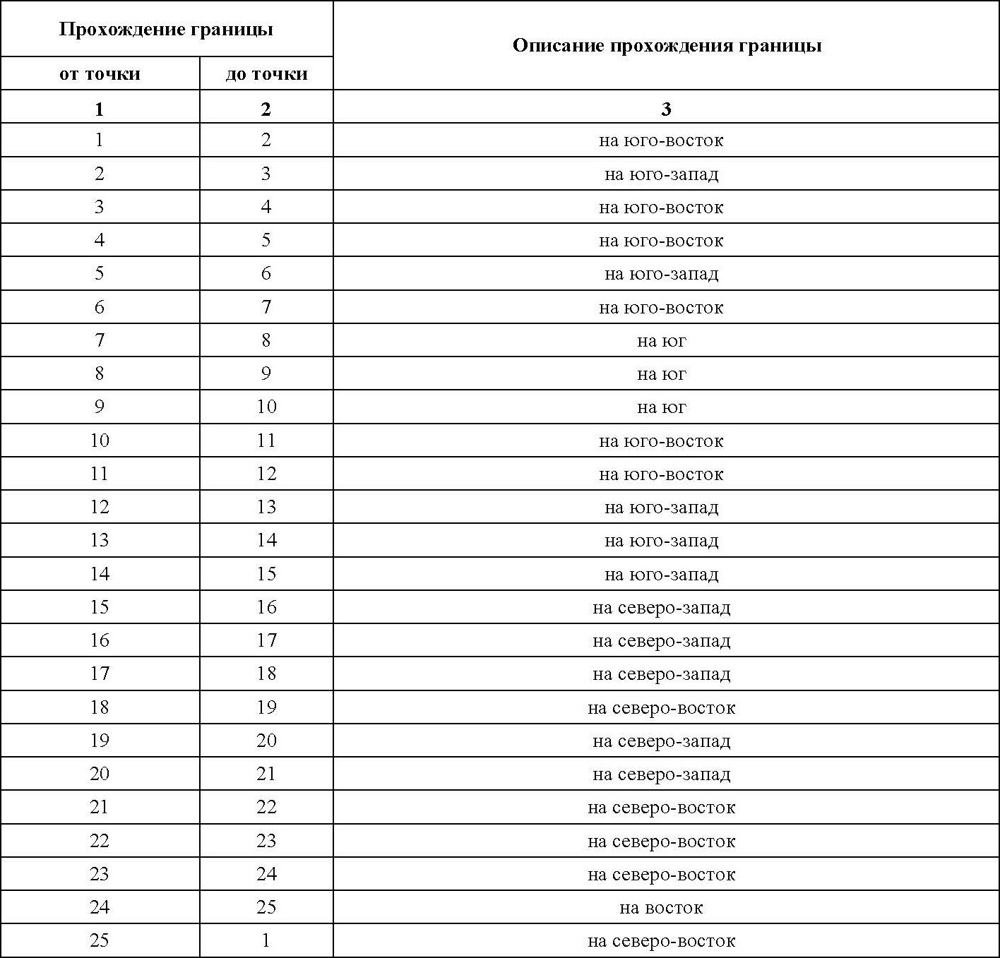 Прохождение границы
Описание прохождения границы
от точки до точки
1 2 3
1 2 на юго-восток
2 3 на юго-запад
3 4 на юго-восток
4 5 на юго-восток
5 6 на юго-запад
6 7 на юго-восток
7 8 на юг
8 9 на юг
9 10 на юг
10 11 на юго-восток
11 12 на юго-восток
12 13 на юго-запад
13 14 на юго-запад
14 15 на юго-запад
15 16 на северо-запад
16 17 на северо-запад
17 18 на северо-запад
18 19 на северо-восток
19 20 на северо-запад
20 21 на северо-запад
21 22 на северо-восток
22 23 на северо-восток
23 24 на северо-восток
24 25 на восток
25 1 на северо-восток